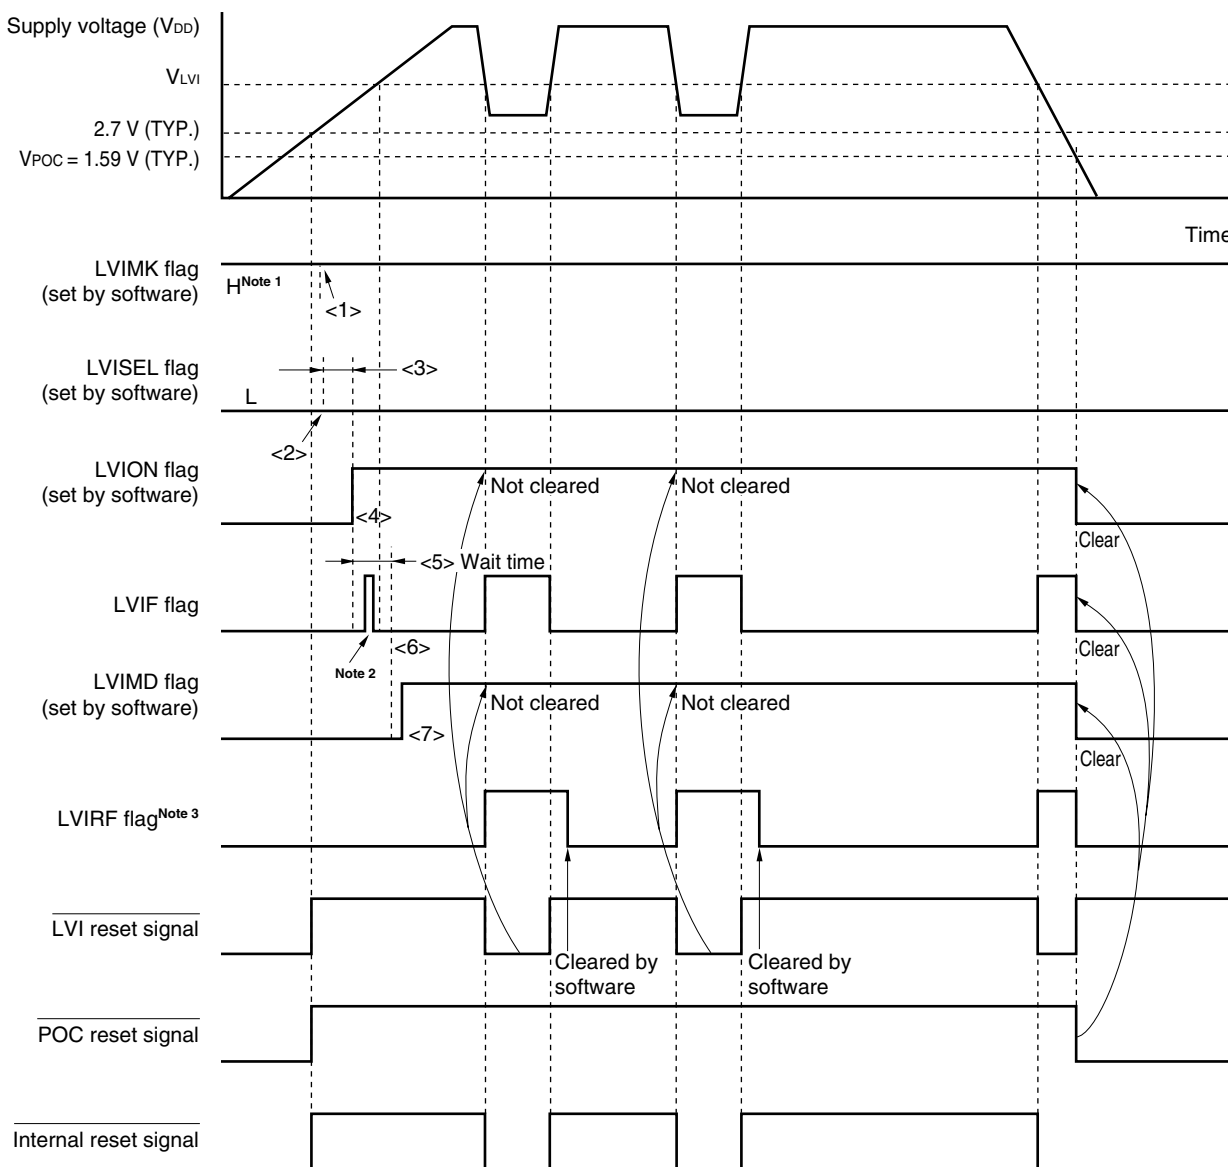 Supply voltage (VDD)
VLVI
2.7 V (TYP.)
VPOC = 1.59 V (TYP.)
Time
LVIMK flag
(set by software)
H Note 1
<1>
LVISEL flag
(set by software)
L
<3>
<2>
LVION flag
(set by software)
Not cleared
Not cleared
<4>
Clear
<5> Wait time
LVIF flag
Note 2
<6>
Clear
LVIMD flag
(set by software)
Not cleared
Not cleared
<7>
Clear
LVIRF flag Note 3
LVI reset signal
Cleared by
software
Cleared by
software
POC reset signal
Internal reset signal